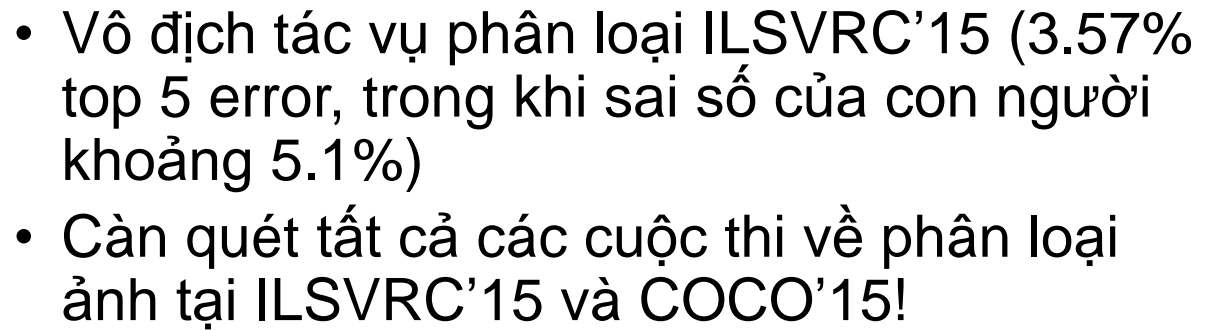 • Vô địch tác vụ phân loại ILSVRC’15 (3.57%
top 5 error, trong khi sai số của con người
khoảng 5.1%)
• Càn quét tất cả các cuộc thi về phân loại
ảnh tại ILSVRC’15 và COCO’15!